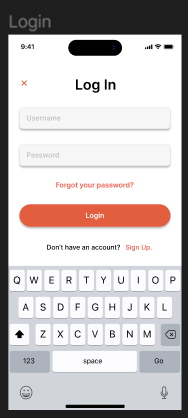 Login
9:41
×
Log In
Username
Password
Forgot your password?
Login
Don't have an account? Sign Up.
Q W E R T Y U I O P
A S D F G H J K L
Z X C V B N M
123 space Go